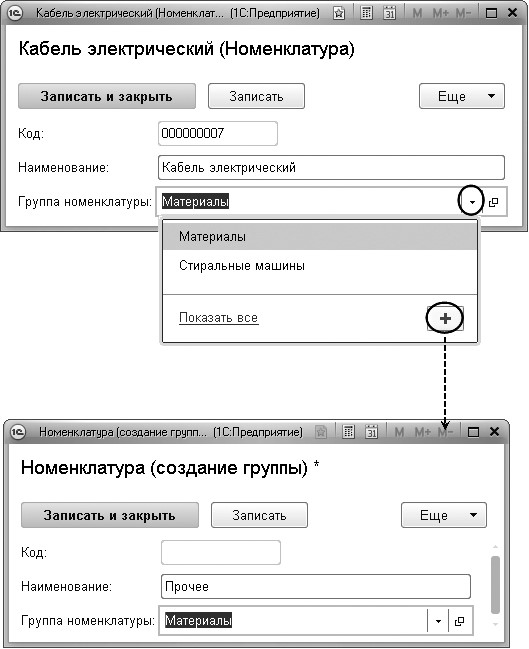 Кабель электрический (Номенклат... (1С:Предприятие) 31 M M+ M-
Кабель электрический (Номенклатура)
Записать и закрыть Записать Еще
Код: 000000007
Наименование: Кабель электрический
Группа номенклатуры: Материалы
Материалы
Стиральные машины
Показать все +
Номенклатура (создание групп... (1С:Предприятие) 31 M M+ M-
Номенклатура (создание группы) *
Записать и закрыть Записать Еще
Код:
Наименование: Прочее
Группа номенклатуры: Материалы